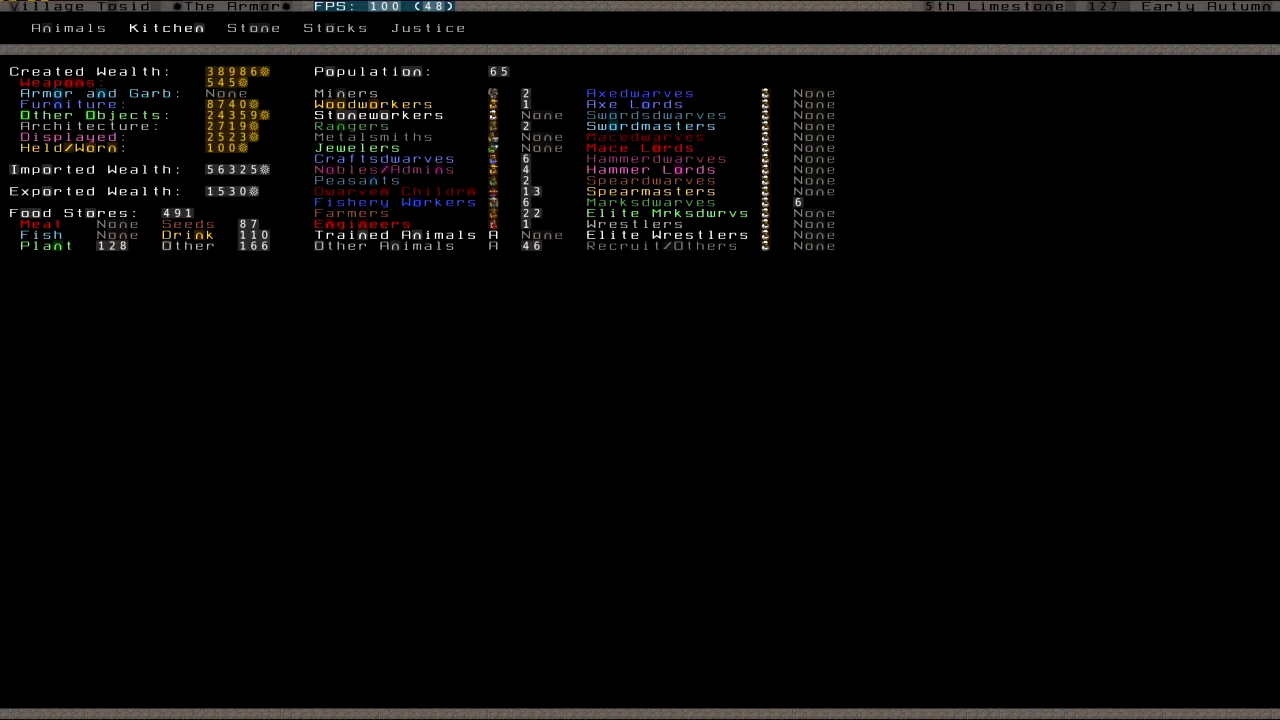 Village Tosid •The Armor• FPS: 100 (48) 5th Limestone 127 Early Autumn
Animals Kitchen Stone Stocks Justice
Created Wealth: 38986☼ Population: 65
Weapons: 545☼
Armor and Garb: None Miners 2 Axedwarves None
Furniture: 8740☼ Woodworkers 1 Axe Lords None
Other Objects: 24359☼ Stoneworkers None Swordsdwarves None
Architecture: 2719☼ Rangers 2 Swordmasters None
Displayed: 2523☼ Metalsmiths None Macedwarves None
Held/Worn: 100☼ Jewelers None Mace Lords None
Craftsdwarves 6 Hammerdwarves None
Imported Wealth: 56325☼ Nobles/Admins 4 Hammer Lords None
Peasants 2 Speardwarves None
Exported Wealth: 1530☼ Dwarven Childrn 13 Spearmasters None
Fishery Workers 6 Marksdwarves 6
Food Stores: 491 Farmers 22 Elite Mrksdwrvs None
Meat None Seeds 87 Engineers 1 Wrestlers None
Fish None Drink 110 Trained Animals A None Elite Wrestlers None
Plant 128 Other 166 Other Animals A 46 Recruit/Others None